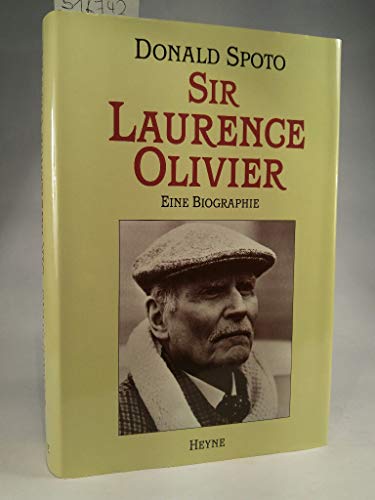 DONALD SPOTO
SIR
LAURENCE
OLIVIER
EINE BIOGRAPHIE
HEYNE